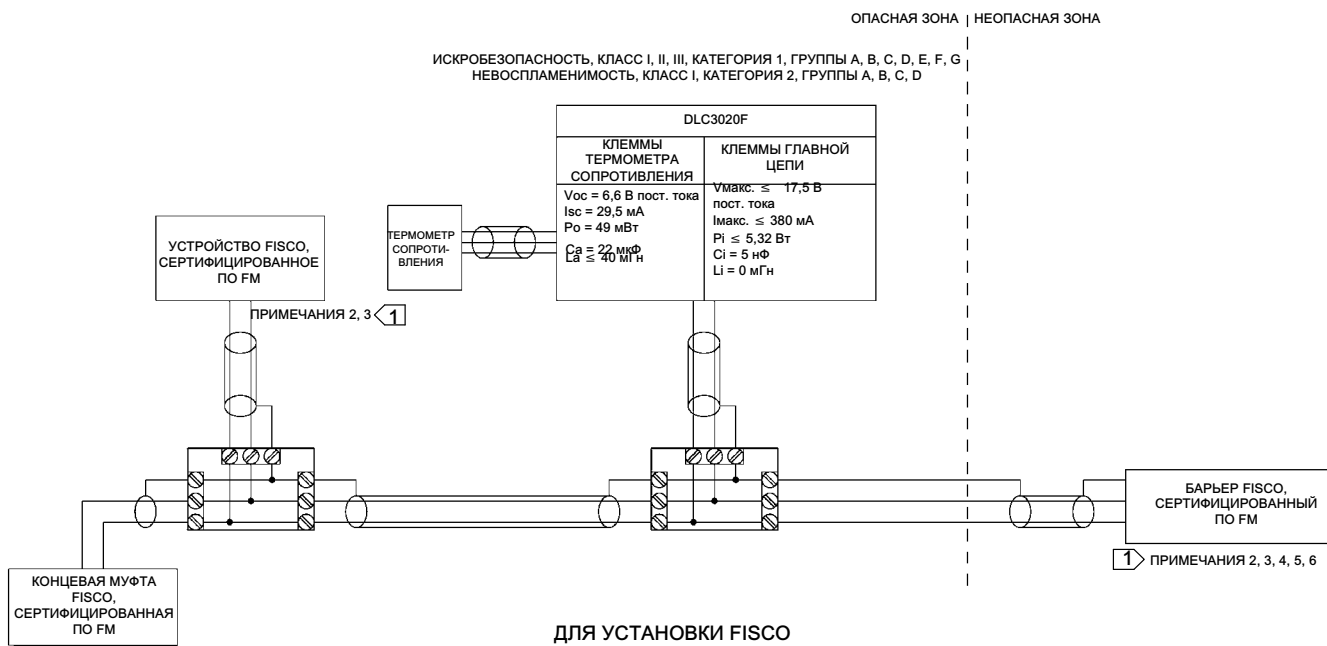 ОПАСНАЯ ЗОНА
НЕОПАСНАЯ ЗОНА
ИСКРОБЕЗОПАСНОСТЬ, КЛАСС I, II, III, КАТЕГОРИЯ 1, ГРУППЫ A, B, C, D, E, F, G
НЕВОСПЛАМЕНИМОСТЬ, КЛАСС I, КАТЕГОРИЯ 2, ГРУППЫ A, B, C, D
DLC3020F
КЛЕММЫ
ТЕРМОМЕТРА
СОПРОТИВЛЕНИЯ
Voc = 6,6 В пост. тока
Isc = 29,5 мА
Po = 49 мВт
Ca = 22 мкФ
La ≤ 40 мГн
КЛЕММЫ ГЛАВНОЙ
ЦЕПИ
Vмакс. ≤ 17,5 В
пост. тока
Iмакс. ≤ 380 мА
Pi ≤ 5,32 Вт
Ci = 5 нФ
Li = 0 мГн
ТЕРМОМЕТР
СОПРОТИ-
ВЛЕНИЯ
УСТРОЙСТВО FISCO,
СЕРТИФИЦИРОВАННОЕ
ПО FM
ПРИМЕЧАНИЯ 2, 3 1
БАРЬЕР FISCO,
СЕРТИФИЦИРОВАННЫЙ
ПО FM
1 ПРИМЕЧАНИЯ 2, 3, 4, 5, 6
КОНЦЕВАЯ МУФТА
FISCO,
СЕРТИФИЦИРОВАННАЯ
ПО FM
ДЛЯ УСТАНОВКИ FISCO